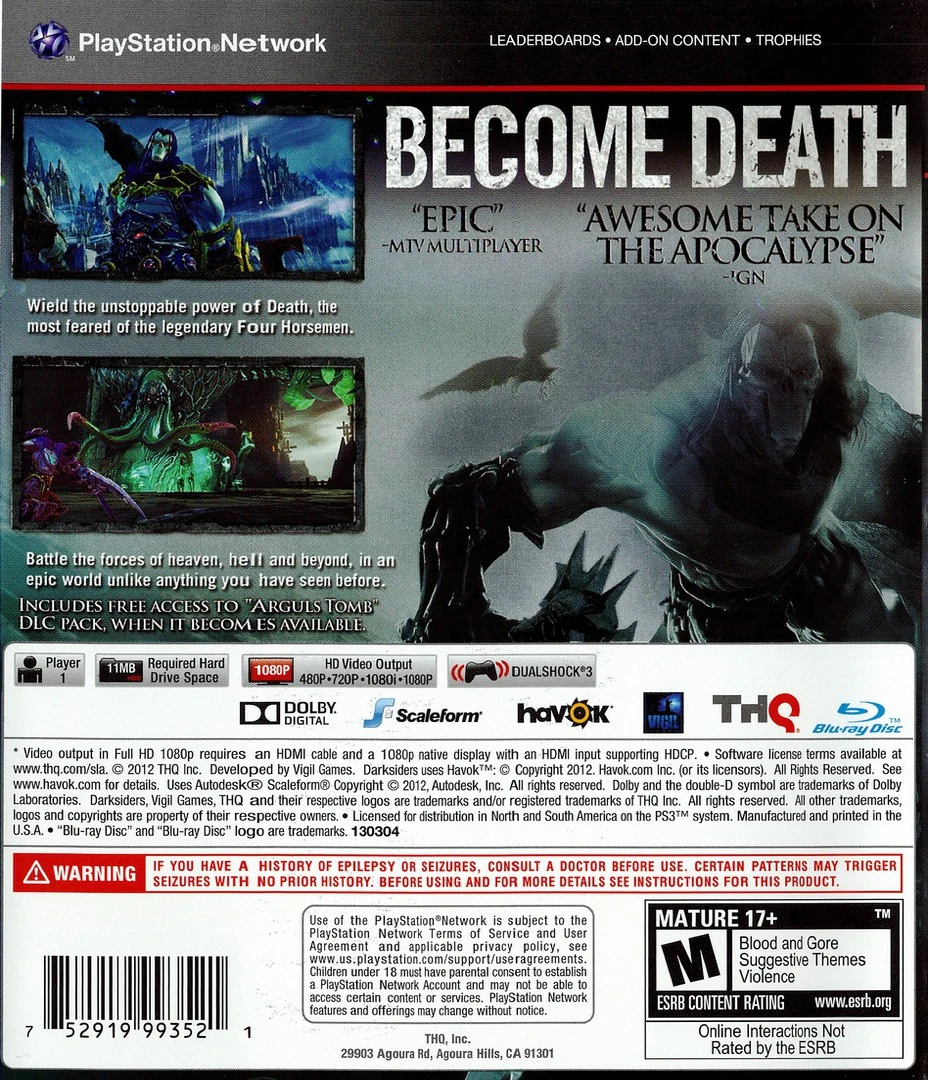 PlayStation®Network
SM
LEADERBOARDS • ADD-ON CONTENT • TROPHIES
BECOME DEATH
“EPIC”
-MTV MULTIPLAYER
“AWESOME TAKE ON
THE APOCALYPSE”
-IGN
Wield the unstoppable power of Death, the
most feared of the legendary Four Horsemen.
Battle the forces of heaven, hell and beyond, in an
epic world unlike anything you have seen before.
INCLUDES FREE ACCESS TO "ARGULS TOMB"
DLC PACK, WHEN IT BECOMES AVAILABLE.
Player
1
11MB
HDD
Required Hard
Drive Space
1080P
HD Video Output
480P•720P•1080i•1080P
DUALSHOCK®3
DOLBY
DIGITAL
Scaleform®
havok
VIGIL
THQ®
Blu-ray Disc™
* Video output in Full HD 1080p requires an HDMI cable and a 1080p native display with an HDMI input supporting HDCP. • Software license terms available at
www.thq.com/sla. © 2012 THQ Inc. Developed by Vigil Games. Darksiders uses Havok™: © Copyright 2012. Havok.com Inc. (or its licensors). All Rights Reserved. See
www.havok.com for details. Uses Autodesk® Scaleform® Copyright © 2012, Autodesk, Inc. All rights reserved. Dolby and the double-D symbol are trademarks of Dolby
Laboratories. Darksiders, Vigil Games, THQ and their respective logos are trademarks and/or registered trademarks of THQ Inc. All rights reserved. All other trademarks,
logos and copyrights are property of their respective owners. • Licensed for distribution in North and South America on the PS3™ system. Manufactured and printed in the
U.S.A. • “Blu-ray Disc” and “Blu-ray Disc” logo are trademarks. 130304
WARNING
IF YOU HAVE A HISTORY OF EPILEPSY OR SEIZURES, CONSULT A DOCTOR BEFORE USE. CERTAIN PATTERNS MAY TRIGGER
SEIZURES WITH NO PRIOR HISTORY. BEFORE USING AND FOR MORE DETAILS SEE INSTRUCTIONS FOR THIS PRODUCT.
Use of the PlayStation®Network is subject to the
PlayStation Network Terms of Service and User
Agreement and applicable privacy policy, see
www.us.playstation.com/support/useragreements.
Children under 18 must have parental consent to establish
a PlayStation Network Account and may not be able to
access certain content or services. PlayStation Network
features and offerings may change without notice.
THQ, Inc.
29903 Agoura Rd, Agoura Hills, CA 91301
7 52919 99352 1
MATURE 17+
TM
M
Blood and Gore
Suggestive Themes
Violence
ESRB CONTENT RATING www.esrb.org
Online Interactions Not
Rated by the ESRB